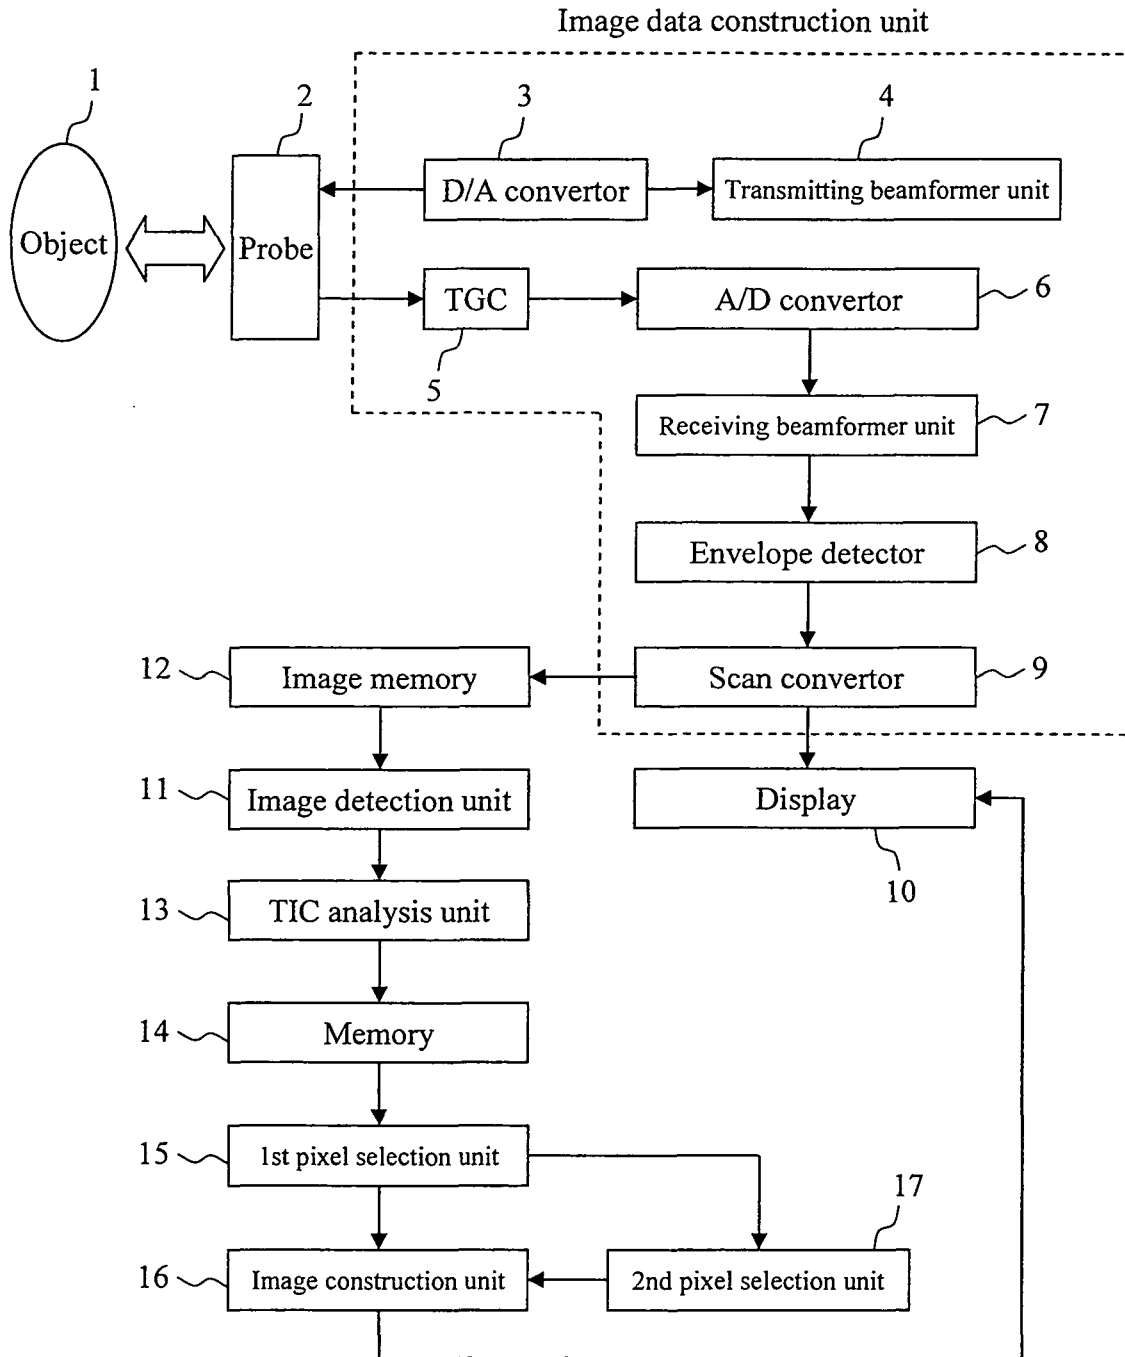 Image data construction unit
1
2
3
4
D/A convertor
Transmitting beamformer unit
Object
Probe
TGC
A/D convertor
6
5
Receiving beamformer unit
7
Envelope detector
8
12
Image memory
Scan convertor
9
11
Image detection unit
Display
10
13
TIC analysis unit
14
Memory
15
1st pixel selection unit
17
16
Image construction unit
2nd pixel selection unit